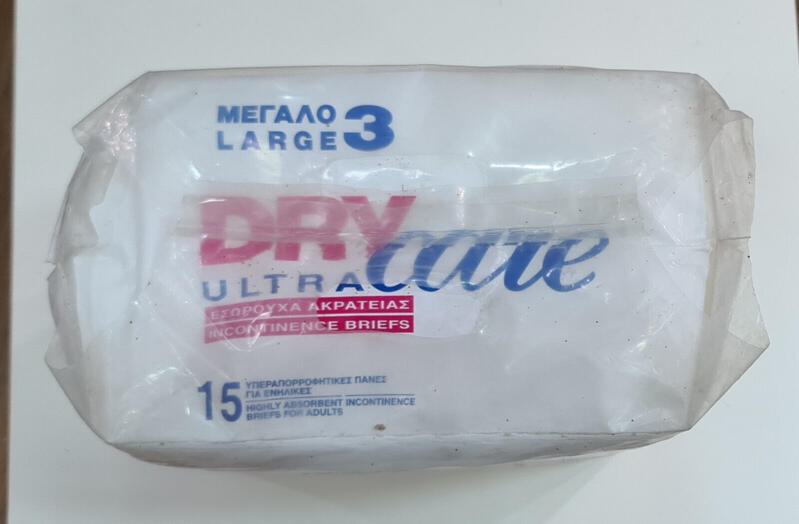 ΜΕΓΑΛΟ 3
LARGE
DRY care
ULTRA
ΕΣΩΡΟΥΧΑ ΑΚΡΑΤΕΙΑΣ
INCONTINENCE BRIEFS
15 ΥΠΕΡΑΠΟΡΡΟΦΗΤΙΚΕΣ ΠΑΝΕΣ
ΓΙΑ ΕΝΗΛΙΚΕΣ
HIGHLY ABSORBENT INCONTINENCE
BRIEFS FOR ADULTS